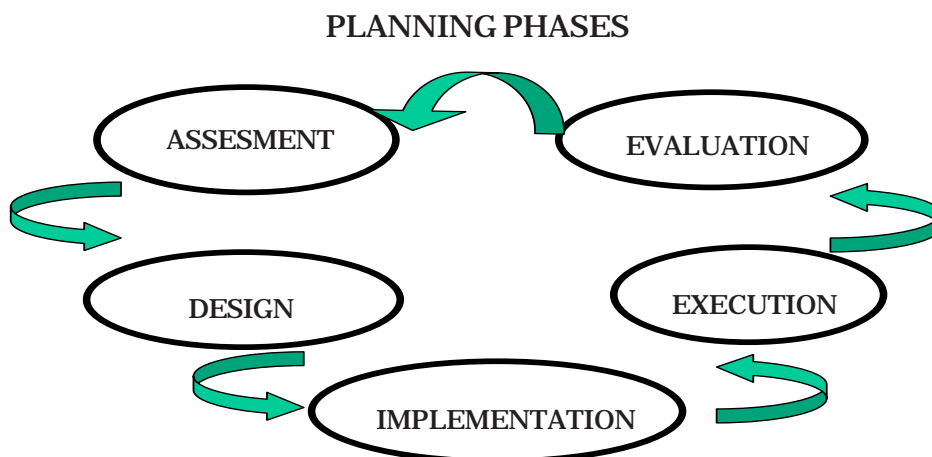 PLANNING PHASES
ASSESMENT
EVALUATION
DESIGN
EXECUTION
IMPLEMENTATION